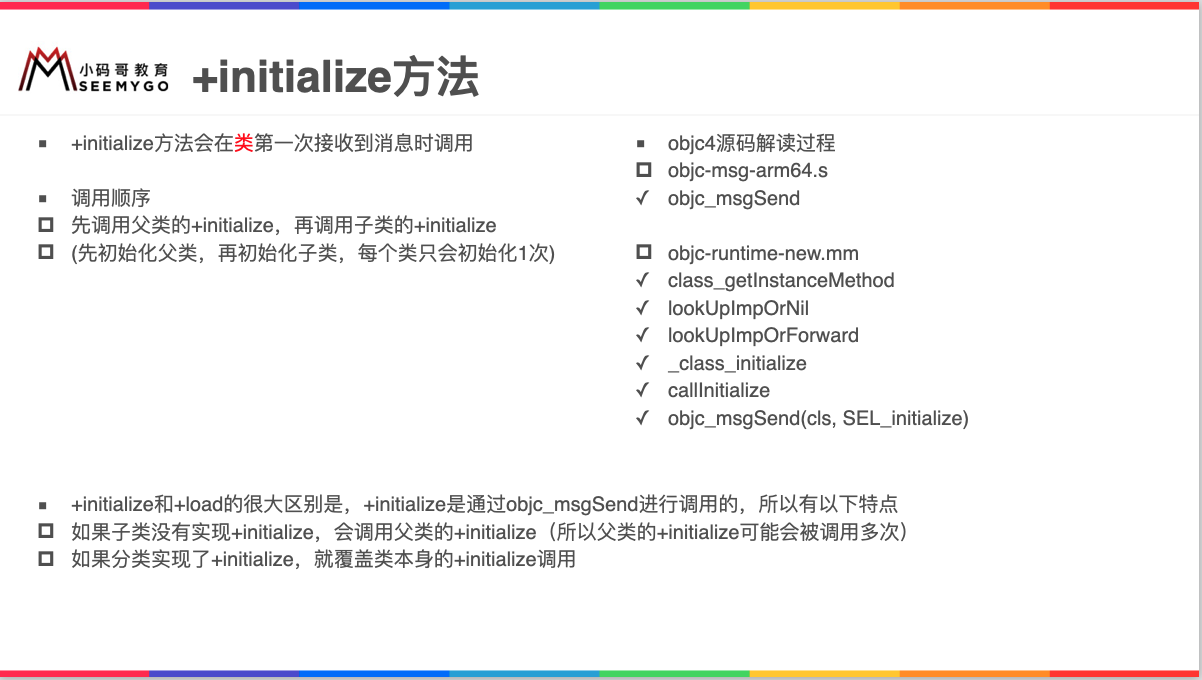 小码哥教育
SEEMYGO
+initialize方法
+initialize方法会在类第一次接收到消息时调用
调用顺序
先调用父类的+initialize，再调用子类的+initialize
(先初始化父类，再初始化子类，每个类只会初始化1次)
objc4源码解读过程
objc-msg-arm64.s
objc_msgSend
objc-runtime-new.mm
class_getInstanceMethod
lookUpImpOrNil
lookUpImpOrForward
_class_initialize
callInitialize
objc_msgSend(cls, SEL_initialize)
+initialize和+load的很大区别是，+initialize是通过objc_msgSend进行调用的，所以有以下特点
如果子类没有实现+initialize，会调用父类的+initialize（所以父类的+initialize可能会被调用多次）
如果分类实现了+initialize，就覆盖类本身的+initialize调用